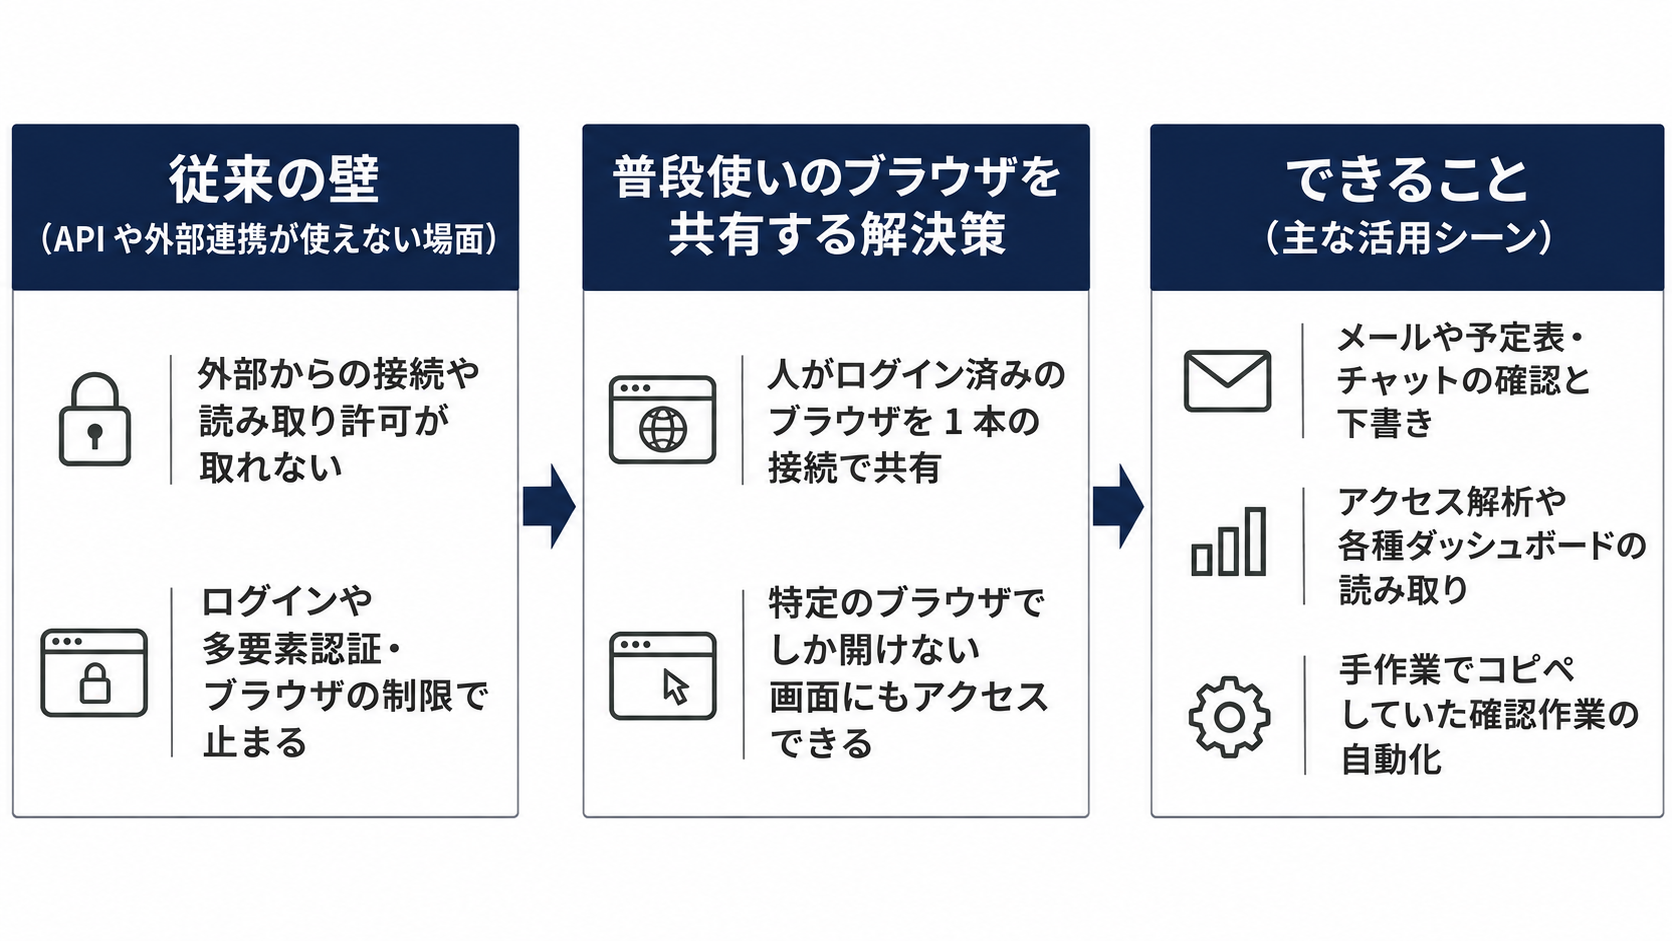 従来の壁
（API や外部連携が使えない場面）
外部からの接続や
読み取り許可が
取れない
ログインや
多要素認証・
ブラウザの制限で
止まる
普段使いのブラウザを
共有する解決策
人がログイン済みの
ブラウザを 1 本の
接続で共有
特定のブラウザで
しか開けない
画面にもアクセス
できる
できること
（主な活用シーン）
メールや予定表・
チャットの確認と
下書き
アクセス解析や
各種ダッシュボードの
読み取り
手作業でコピペ
していた確認作業の
自動化